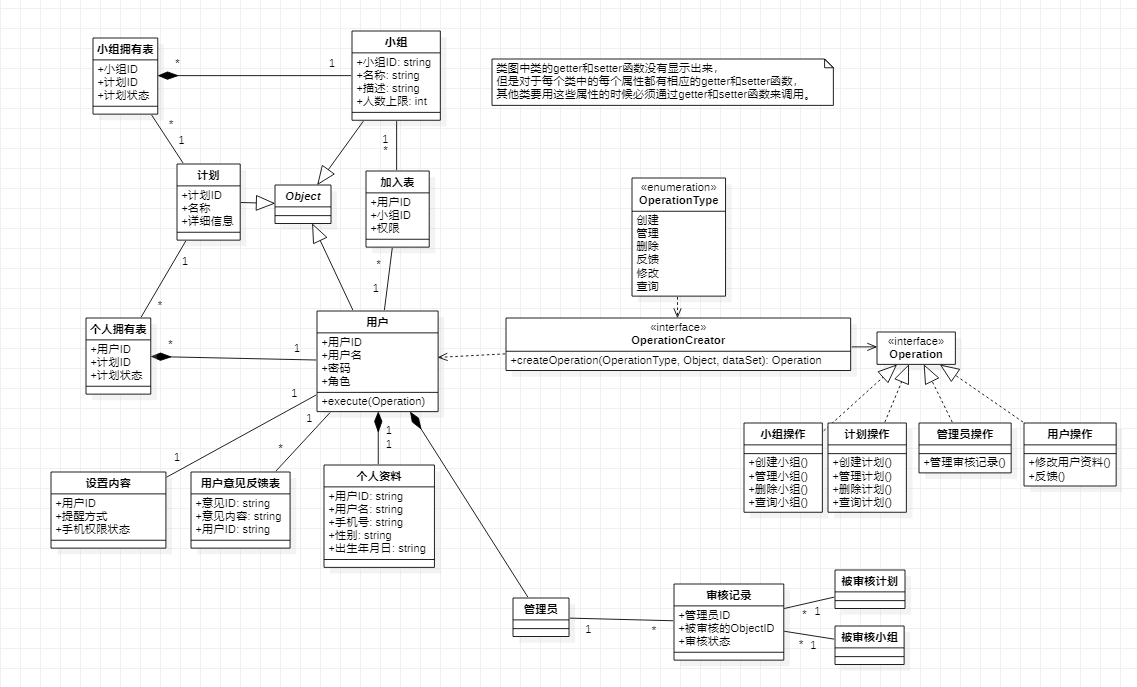 小组拥有表
+小组ID
+计划ID
+计划状态
*
1
小组
+小组ID: string
+名称: string
+描述: string
+人数上限: int
类图中类的getter和setter函数没有显示出来，
但是对于每个类中的每个属性都有相应的getter和setter函数，
其他类要用这些属性的时候必须通过getter和setter函数来调用。
*
1
1
*
计划
+计划ID
+名称
+详细信息
Object
加入表
+用户ID
+小组ID
+权限
«enumeration»
OperationType
创建
管理
删除
反馈
修改
查询
1
*
*
1
个人拥有表
+用户ID
+计划ID
+计划状态
*
1
用户
+用户ID
+用户名
+密码
+角色
+execute(Operation)
«interface»
OperationCreator
+createOperation(OperationType, Object, dataSet): Operation
«interface»
Operation
1
1
1
*
1
1
小组操作
+创建小组()
+管理小组()
+删除小组()
+查询小组()
计划操作
+创建计划()
+管理计划()
+删除计划()
+查询计划()
管理员操作
+管理审核记录()
用户操作
+修改用户资料()
+反馈()
设置内容
+用户ID
+提醒方式
+手机权限状态
用户意见反馈表
+意见ID: string
+意见内容: string
+用户ID: string
个人资料
+用户ID: string
+用户名: string
+手机号: string
+性别: string
+出生年月日: string
管理员
1
*
审核记录
+管理员ID
+被审核的ObjectID
+审核状态
*
1
被审核计划
*
1
被审核小组